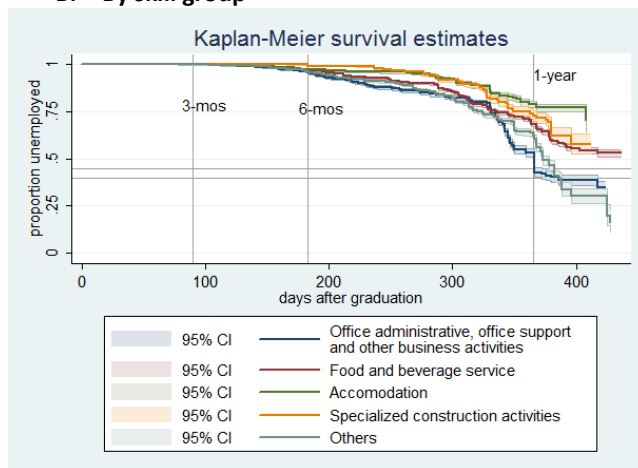 Kaplan-Meier survival estimates
1
.75
.5
.25
0
proportion unemployed
3-mos
6-mos
1-year
0 100 200 300 400
days after graduation
95% CI Office administrative, office support
and other business activities
95% CI Food and beverage service
95% CI Accomodation
95% CI Specialized construction activities
95% CI Others